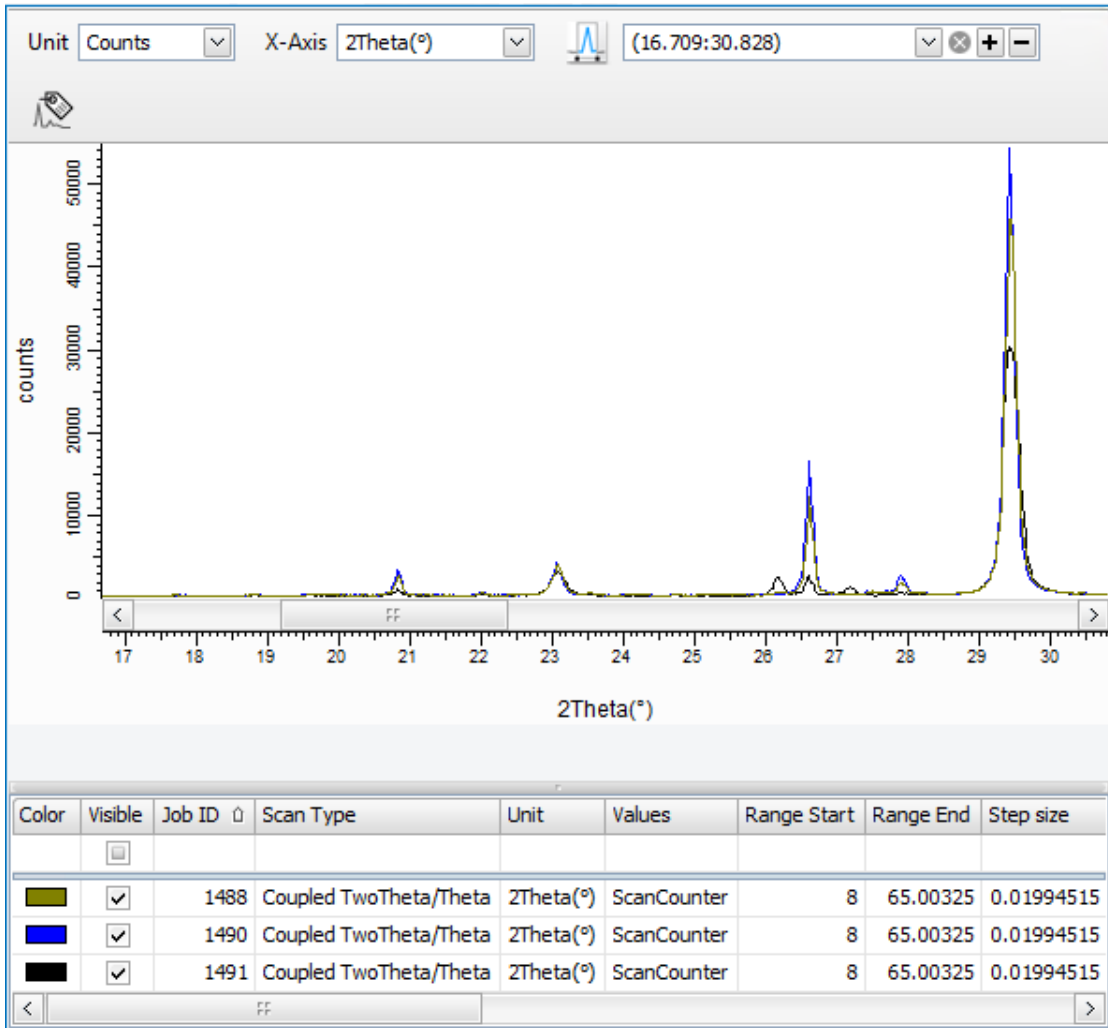 Unit Counts X-Axis 2Theta(°) (16.709:30.828)
counts
50000
40000
30000
20000
10000
0
17 18 19 20 21 22 23 24 25 26 27 28 29 30
2Theta(°)
Color Visible Job ID Scan Type Unit Values Range Start Range End Step size
1488 Coupled TwoTheta/Theta 2Theta(°) ScanCounter 8 65.00325 0.01994515
1490 Coupled TwoTheta/Theta 2Theta(°) ScanCounter 8 65.00325 0.01994515
1491 Coupled TwoTheta/Theta 2Theta(°) ScanCounter 8 65.00325 0.01994515